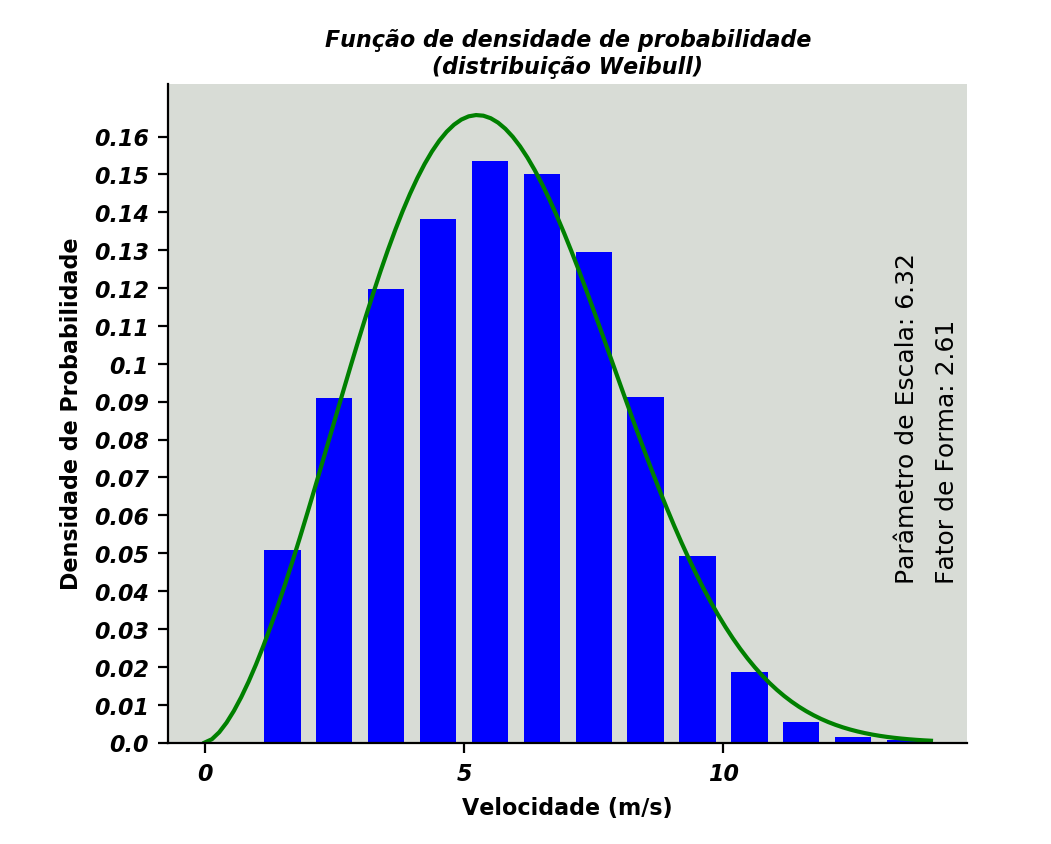 Função de densidade de probabilidade
(distribuição Weibull)
0.16
0.15
0.14
0.13
0.12
0.11
0.1
0.09
0.08
0.07
0.06
0.05
0.04
0.03
0.02
0.01
0.0
Densidade de Probabilidade
Parâmetro de Escala: 6.32
Fator de Forma: 2.61
0 5 10
Velocidade (m/s)